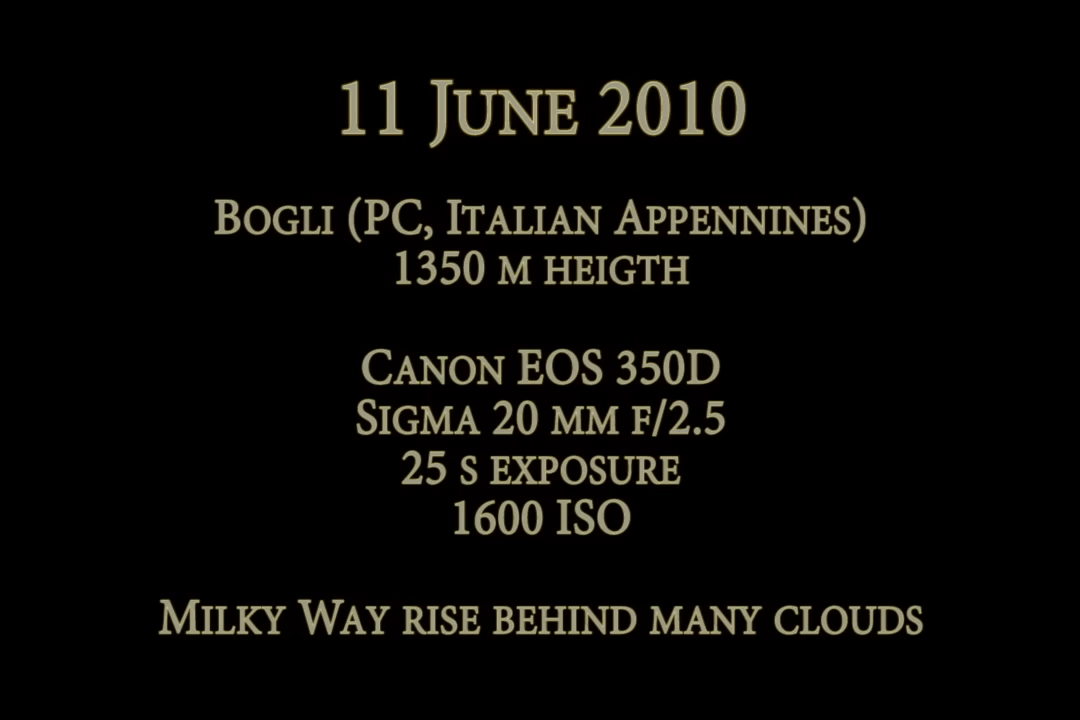 11 June 2010
Bogli (PC, Italian Appennines)
1350 m heigth
Canon EOS 350D
Sigma 20 mm f/2.5
25 s exposure
1600 ISO
Milky Way rise behind many clouds